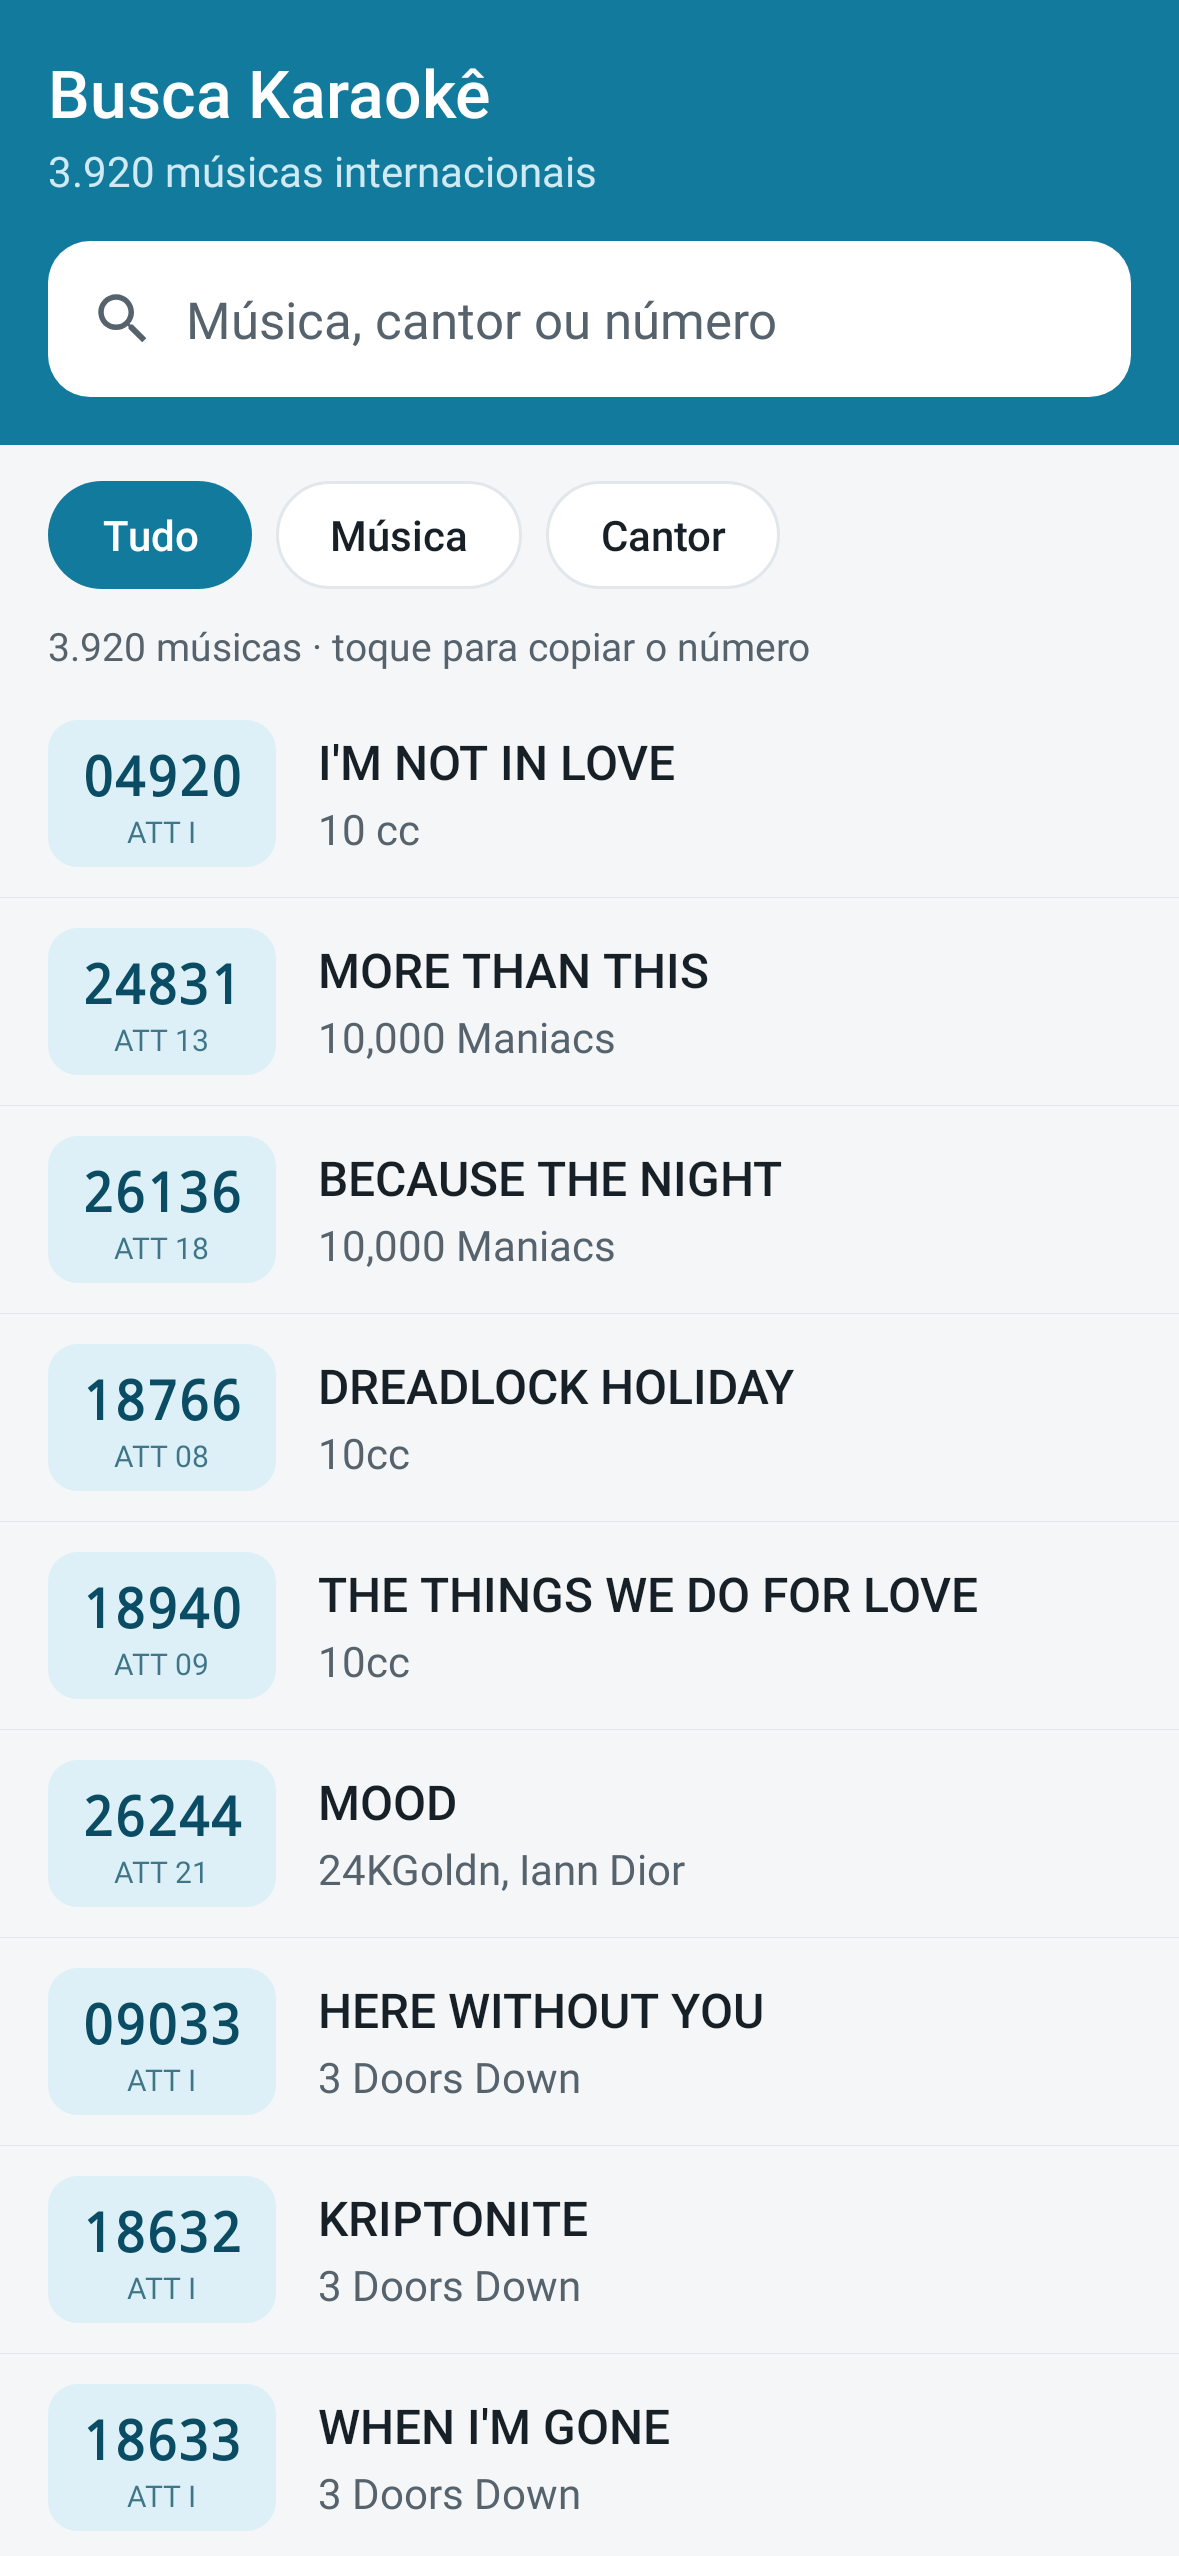 Busca Karaokê
3.920 músicas internacionais
Música, cantor ou número
Tudo
Música
Cantor
3.920 músicas · toque para copiar o número
04920
ATT I
I'M NOT IN LOVE
10 cc
24831
ATT 13
MORE THAN THIS
10,000 Maniacs
26136
ATT 18
BECAUSE THE NIGHT
10,000 Maniacs
18766
ATT 08
DREADLOCK HOLIDAY
10cc
18940
ATT 09
THE THINGS WE DO FOR LOVE
10cc
26244
ATT 21
MOOD
24KGoldn, Iann Dior
09033
ATT I
HERE WITHOUT YOU
3 Doors Down
18632
ATT I
KRIPTONITE
3 Doors Down
18633
ATT I
WHEN I'M GONE
3 Doors Down